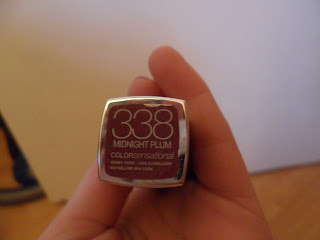 338
MIDNIGHT PLUM
COLORsensational
MAYBELLINE NEW YORK